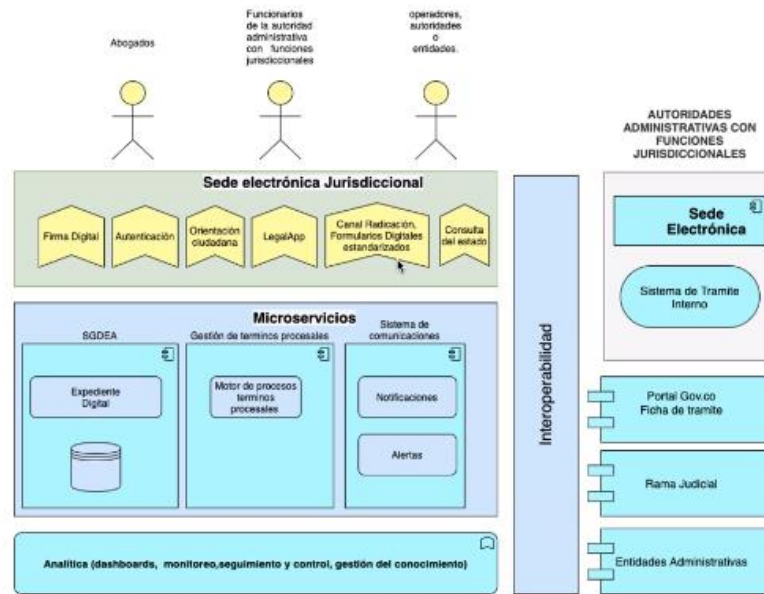 Abogados
Funcionarios
de la autoridad
administrativa
con funciones
jurisdiccionales
operadores,
autoridades
o
entidades.
Sede electrónica Jurisdiccional
Firma Digital
Autenticación
Orientación
ciudadana
LegalApp
Canal Radicación,
Formularios Digitales
estandarizados
Consulta
del estado
Microservicios
SGDEA
Gestión de terminos procesales
Sistema de
comunicaciones
Expediente
Digital
Motor de procesos
terminos
procesales
Notificaciones
Alertas
Analítica (dashboards, monitoreo,seguimiento y control, gestión del conocimiento)
Interoperabilidad
AUTORIDADES
ADMINISTRATIVAS CON
FUNCIONES
JURISDICCIONALES
Sede
Electrónica
Sistema de Tramite
Interno
Portal Gov.co
Ficha de tramite
Rama Judicial
Entidades Administrativas